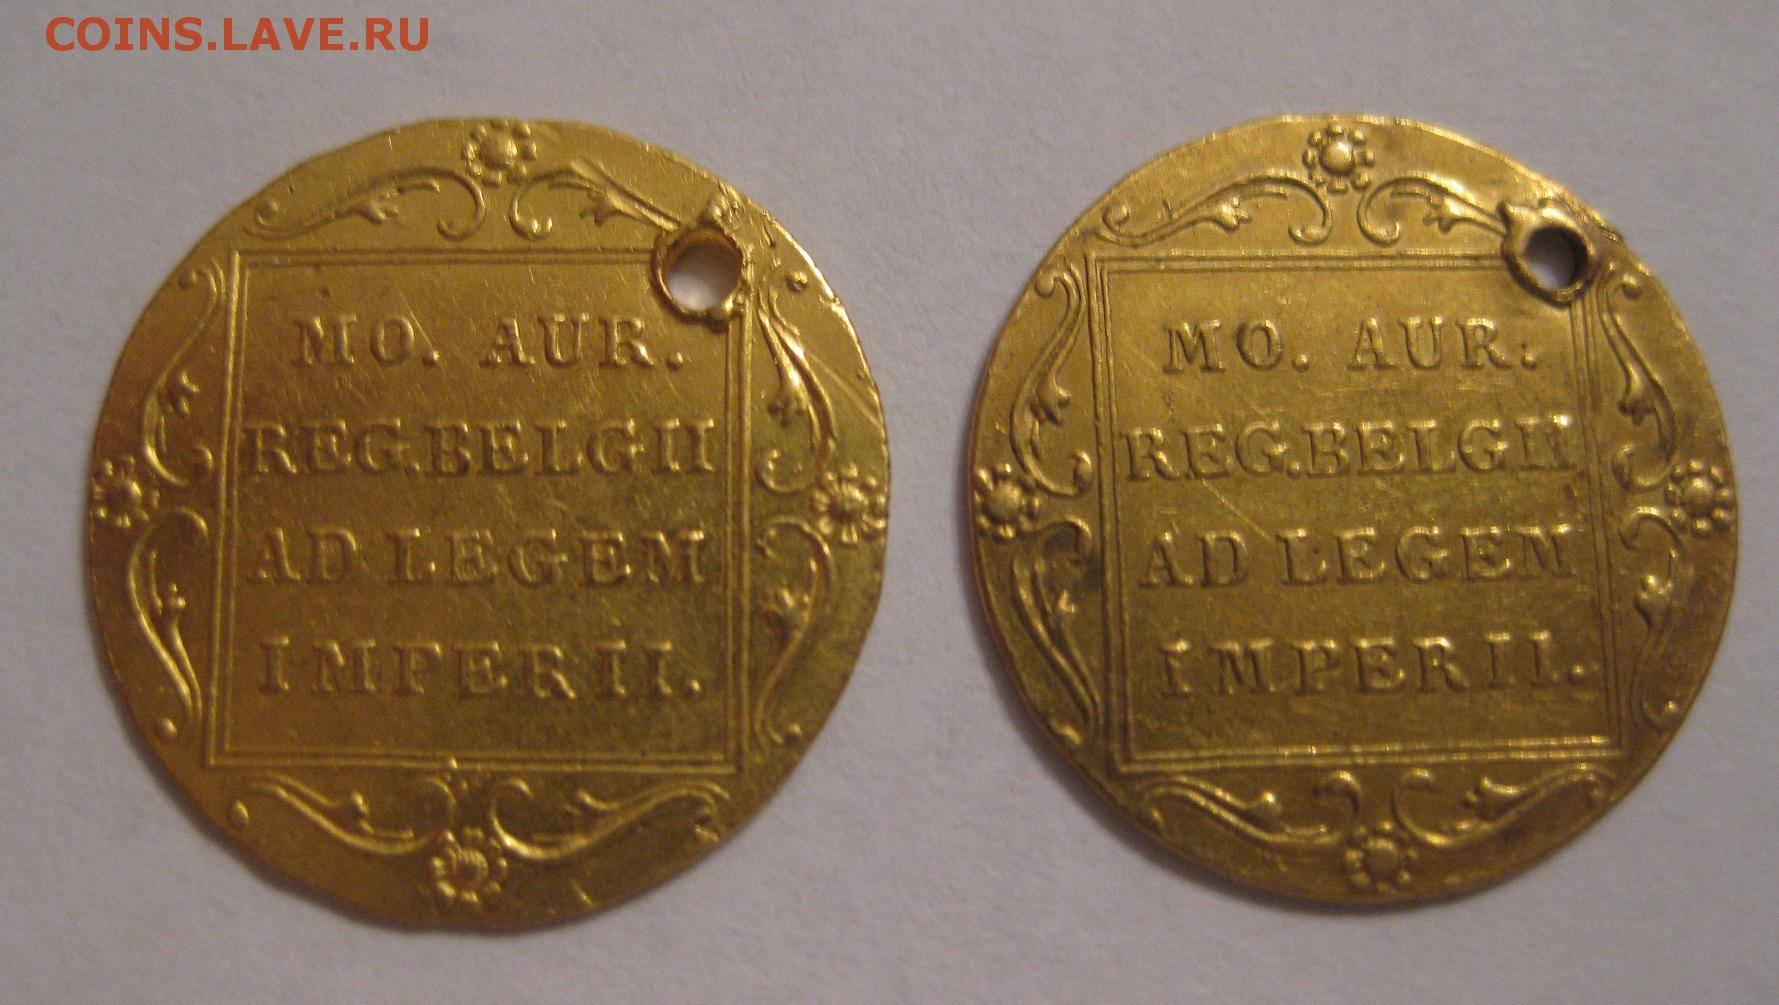 COINS.LAVE.RU
MO. AUR.
REG.BELGII
AD LEGEM
IMPERII.
MO. AUR.
REG.BELGII
AD LEGEM
IMPERII.